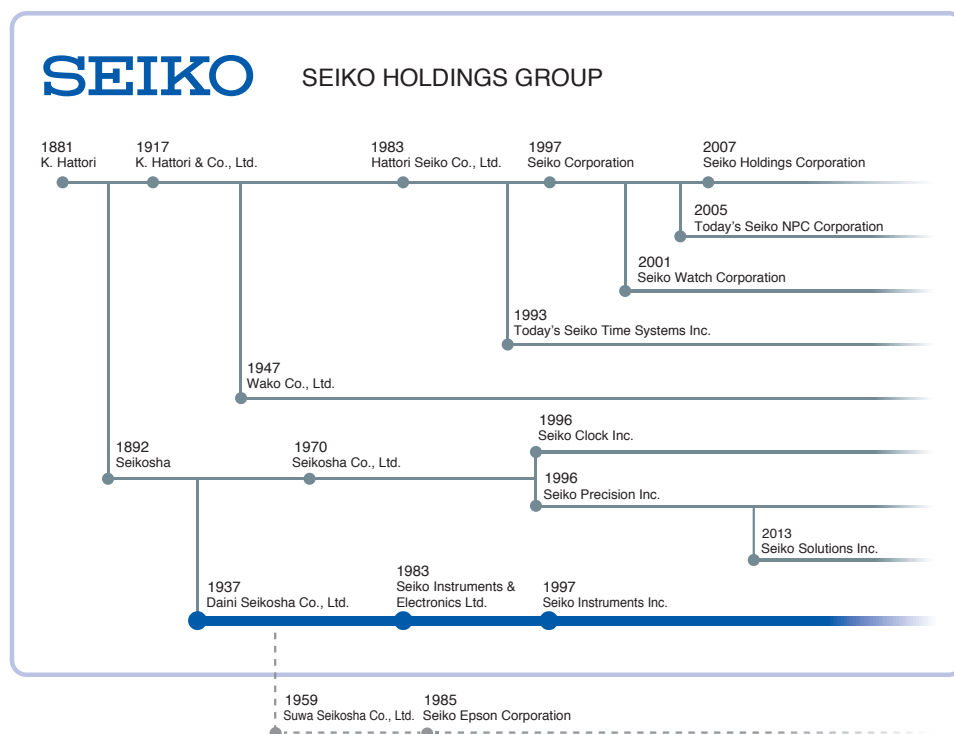 SEIKO
SEIKO HOLDINGS GROUP
1881
K. Hattori
1917
K. Hattori & Co., Ltd.
1983
Hattori Seiko Co., Ltd.
1997
Seiko Corporation
2007
Seiko Holdings Corporation
2005
Today's Seiko NPC Corporation
2001
Seiko Watch Corporation
1993
Today's Seiko Time Systems Inc.
1947
Wako Co., Ltd.
1996
Seiko Clock Inc.
1892
Seikosha
1970
Seikosha Co., Ltd.
1996
Seiko Precision Inc.
2013
Seiko Solutions Inc.
1937
Daini Seikosha Co., Ltd.
1983
Seiko Instruments &
Electronics Ltd.
1997
Seiko Instruments Inc.
1959
Suwa Seikosha Co., Ltd.
1985
Seiko Epson Corporation